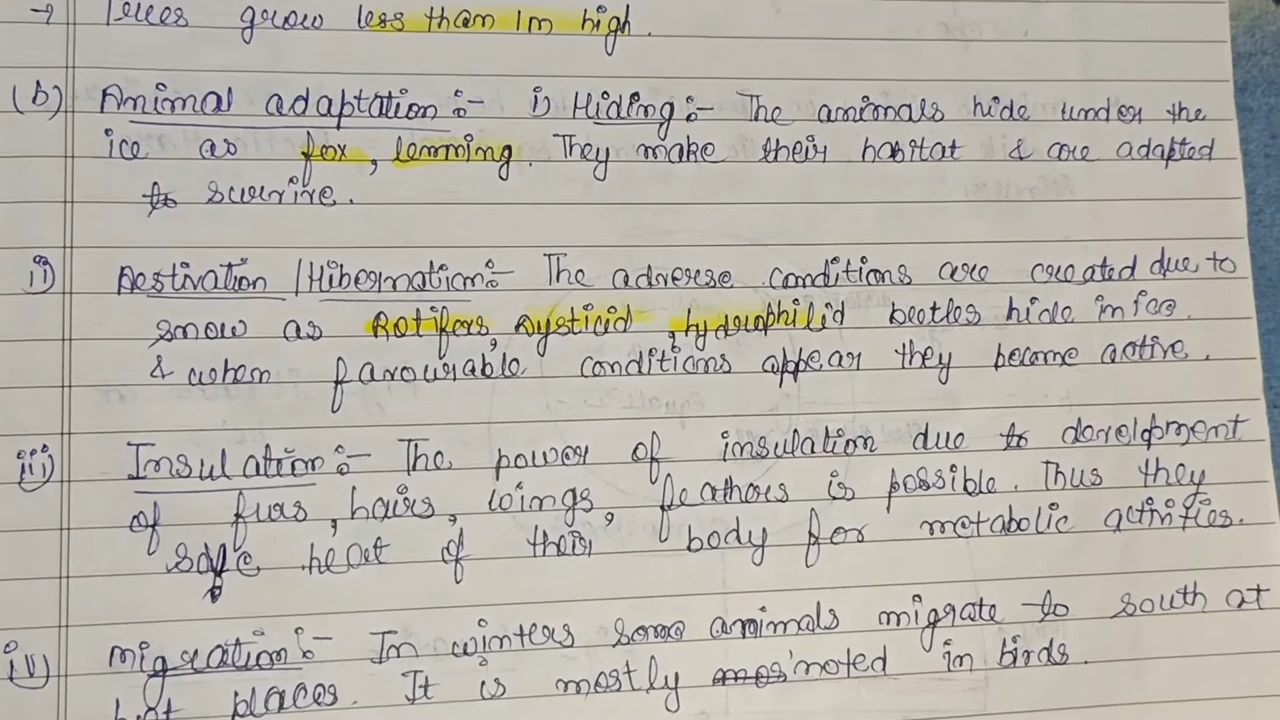 → Trees grow less than 1m high.
(b) Animal adaptation :- i) Hiding :- The animals hide under the
ice as fox, lemming. They make their habitat & are adapted
to survive.
ii) Aestivation / Hibernation :- The adverse conditions are created due to
snow as Rotifers, Dysticid, hydrophilid beetles hide in ice.
& when favourable conditions appear they become active.
iii) Insulation :- The power of insulation due to development
of furs, hairs, wings, feathers is possible. Thus they
safe heat of their body for metabolic activities.
iv) migration :- In winters some animals migrate to south at
hot places. It is mostly noted in birds.